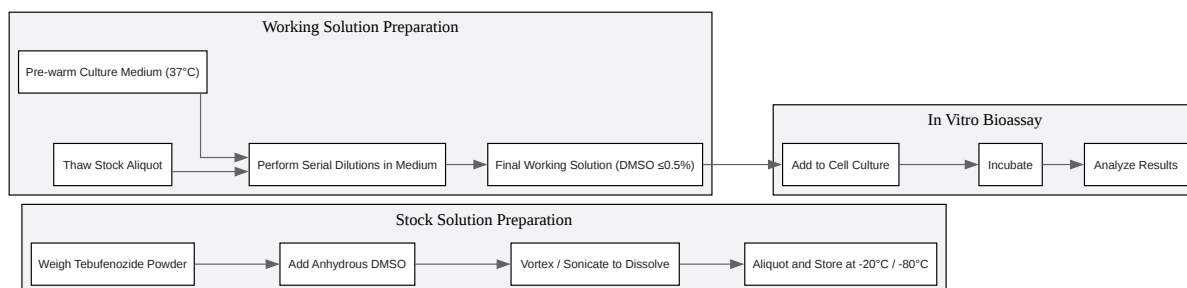 Working Solution Preparation
Pre-warm Culture Medium (37°C)
Thaw Stock Aliquot
Perform Serial Dilutions in Medium
Final Working Solution (DMSO ≤0.5%)
In Vitro Bioassay
Add to Cell Culture
Incubate
Analyze Results
Stock Solution Preparation
Weigh Tebufenozide Powder
Add Anhydrous DMSO
Vortex / Sonicate to Dissolve
Aliquot and Store at -20°C / -80°C